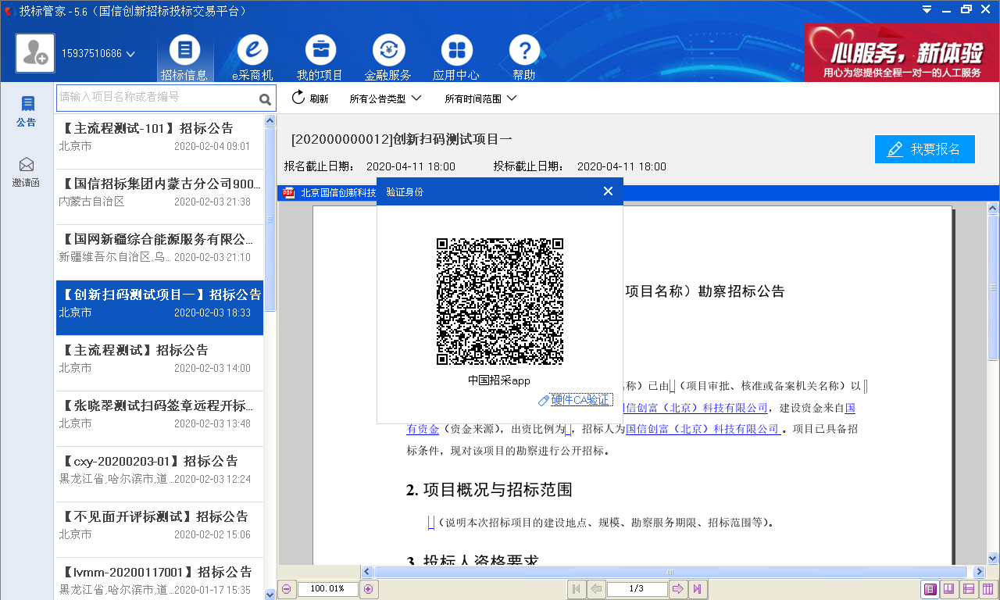 投标管家 - 5.6（国信创新招标投标交易平台）
15937510686
招标信息
e采商机
我的项目
金融服务
应用中心
帮助
心服务，新体验
用心为您提供全程一对一的人工服务
公告
邀请函
请输入项目名称或者编号
刷新
所有公告类型
所有时间范围
【主流程测试-101】招标公告
北京市 2020-02-04 09:01
【国信招标集团内蒙古分公司900...
内蒙古自治区 2020-02-03 21:38
【国网新疆综合能源服务有限公...
新疆维吾尔自治区,乌... 2020-02-03 21:10
【创新扫码测试项目一】招标公告
北京市 2020-02-03 18:33
【主流程测试】招标公告
北京市 2020-02-03 14:00
【张晓翠测试扫码签章远程开标...
北京市 2020-02-03 13:48
【cxy-20200203-01】招标公告
黑龙江省,哈尔滨市,道... 2020-02-03 12:24
【不见面开评标测试】招标公告
北京市 2020-02-02 15:06
【lvmm-20200117001】招标公告
黑龙江省,哈尔滨市,道... 2020-01-17 15:35
[202000000012]创新扫码测试项目一
报名截止日期： 2020-04-11 18:00 投标截止日期： 2020-04-11 18:00
我要报名
PDF 北京国信创新科技
验证身份
中国招采app
硬件CA验证
项目名称）勘察招标公告
称）已由 （项目审批、核准或备案机关名称）以
信创富（北京）科技有限公司，建设资金来自国
有资金（资金来源），出资比例为 ，招标人为国信创富（北京）科技有限公司 。项目已具备招
标条件，现对该项目的勘察进行公开招标。
2. 项目概况与招标范围
（说明本次招标项目的建设地点、规模、勘察服务期限、招标范围等）。
3. 投标人资格要求
100.01%
1/3